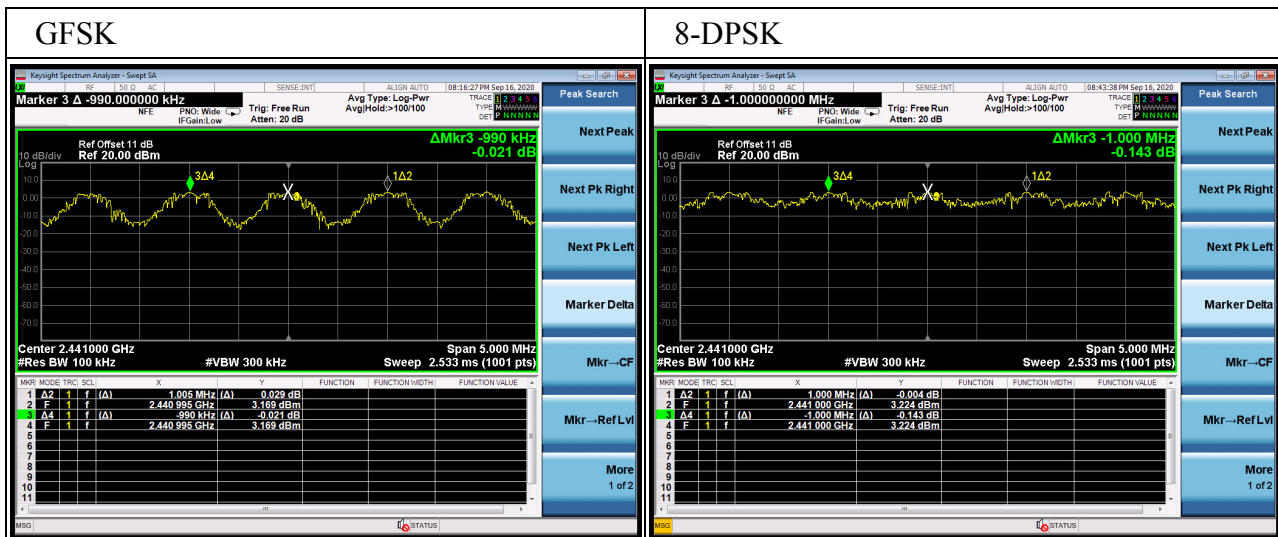 GFSK
Keysight Spectrum Analyzer - Swept SA
RF 50 Ω AC SENSE:INT ALIGN AUTO 08:16:27 PM Sep 16, 2020
Marker 3 Δ -990.000000 kHz
NFE PNO: Wide Trig: Free Run Avg Type: Log-Pwr TRACE 1 2 3 4 5 6
IFGain:Low Atten: 20 dB Avg|Hold:>100/100 TYPE M W W W W W
DET P N N N N N
Peak Search
Next Peak
Next Pk Right
Next Pk Left
Marker Delta
Mkr→CF
Mkr→Ref Lvl
More
1 of 2
ΔMkr3 -990 kHz
-0.021 dB
Ref Offset 11 dB
10 dB/div Ref 20.00 dBm
Log
10.0
0.00
-10.0
-20.0
-30.0
-40.0
-50.0
-60.0
-70.0
3Δ4
1Δ2
Center 2.441000 GHz Span 5.000 MHz
#Res BW 100 kHz #VBW 300 kHz Sweep 2.533 ms (1001 pts)
MKR MODE TRC SCL X Y FUNCTION FUNCTION WIDTH FUNCTION VALUE
1 Δ2 1 f (Δ) 1.005 MHz (Δ) 0.029 dB
2 F 1 f 2.440 995 GHz 3.169 dBm
3 Δ4 1 f (Δ) -990 kHz (Δ) -0.021 dB
4 F 1 f 2.440 995 GHz 3.169 dBm
5
6
7
8
9
10
11
MSG STATUS
8-DPSK
Keysight Spectrum Analyzer - Swept SA
RF 50 Ω AC SENSE:INT ALIGN AUTO 08:43:38 PM Sep 16, 2020
Marker 3 Δ -1.000000 MHz
NFE PNO: Wide Trig: Free Run Avg Type: Log-Pwr TRACE 1 2 3 4 5 6
IFGain:Low Atten: 20 dB Avg|Hold:>100/100 TYPE M W W W W W
DET P N N N N N
Peak Search
Next Peak
Next Pk Right
Next Pk Left
Marker Delta
Mkr→CF
Mkr→Ref Lvl
More
1 of 2
ΔMkr3 -1.000 MHz
-0.143 dB
Ref Offset 11 dB
10 dB/div Ref 20.00 dBm
Log
10.0
0.00
-10.0
-20.0
-30.0
-40.0
-50.0
-60.0
-70.0
3Δ4
1Δ2
Center 2.441000 GHz Span 5.000 MHz
#Res BW 100 kHz #VBW 300 kHz Sweep 2.533 ms (1001 pts)
MKR MODE TRC SCL X Y FUNCTION FUNCTION WIDTH FUNCTION VALUE
1 Δ2 1 f (Δ) 1.000 MHz (Δ) -0.004 dB
2 F 1 f 2.441 000 GHz 3.224 dBm
3 Δ4 1 f (Δ) -1.000 MHz (Δ) -0.143 dB
4 F 1 f 2.441 000 GHz 3.224 dBm
5
6
7
8
9
10
11
MSG STATUS